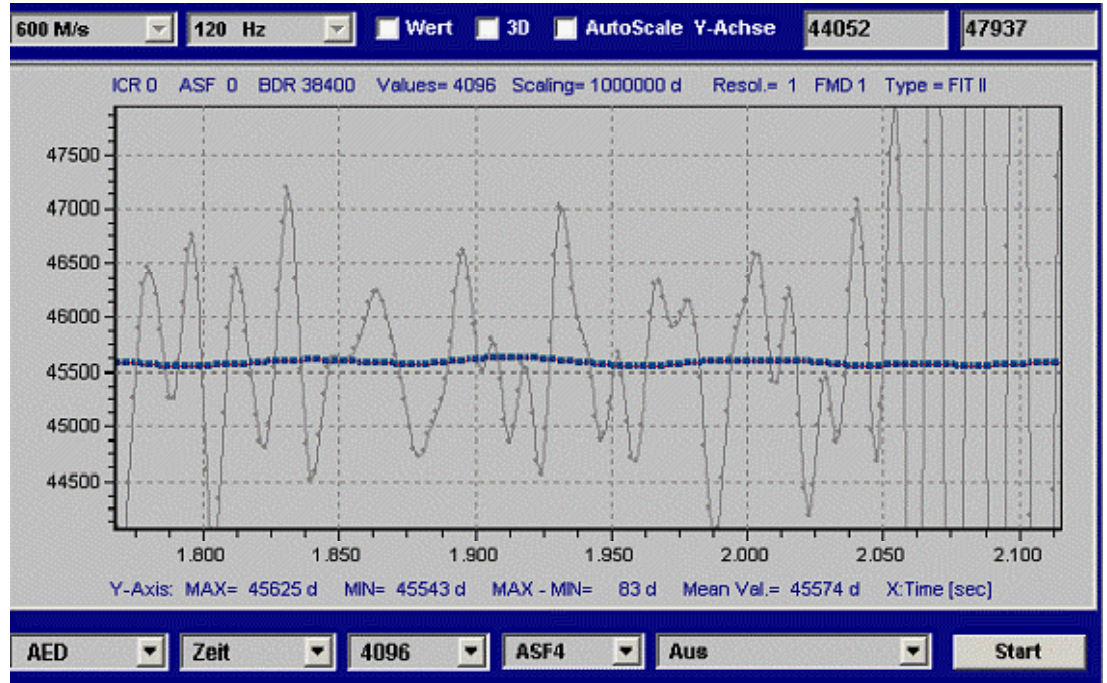 600 M/s 120 Hz Wert 3D AutoScale Y-Achse 44052 47937
ICR 0 ASF 0 BDR 38400 Values= 4096 Scaling= 1000000 d Resol.= 1 FMD 1 Type = FIT II
47500
47000
46500
46000
45500
45000
44500
1.800 1.850 1.900 1.950 2.000 2.050 2.100
Y-Axis: MAX= 45625 d MIN= 45543 d MAX - MIN= 83 d Mean Val.= 45574 d X:Time [sec]
AED Zeit 4096 ASF4 Aus Start